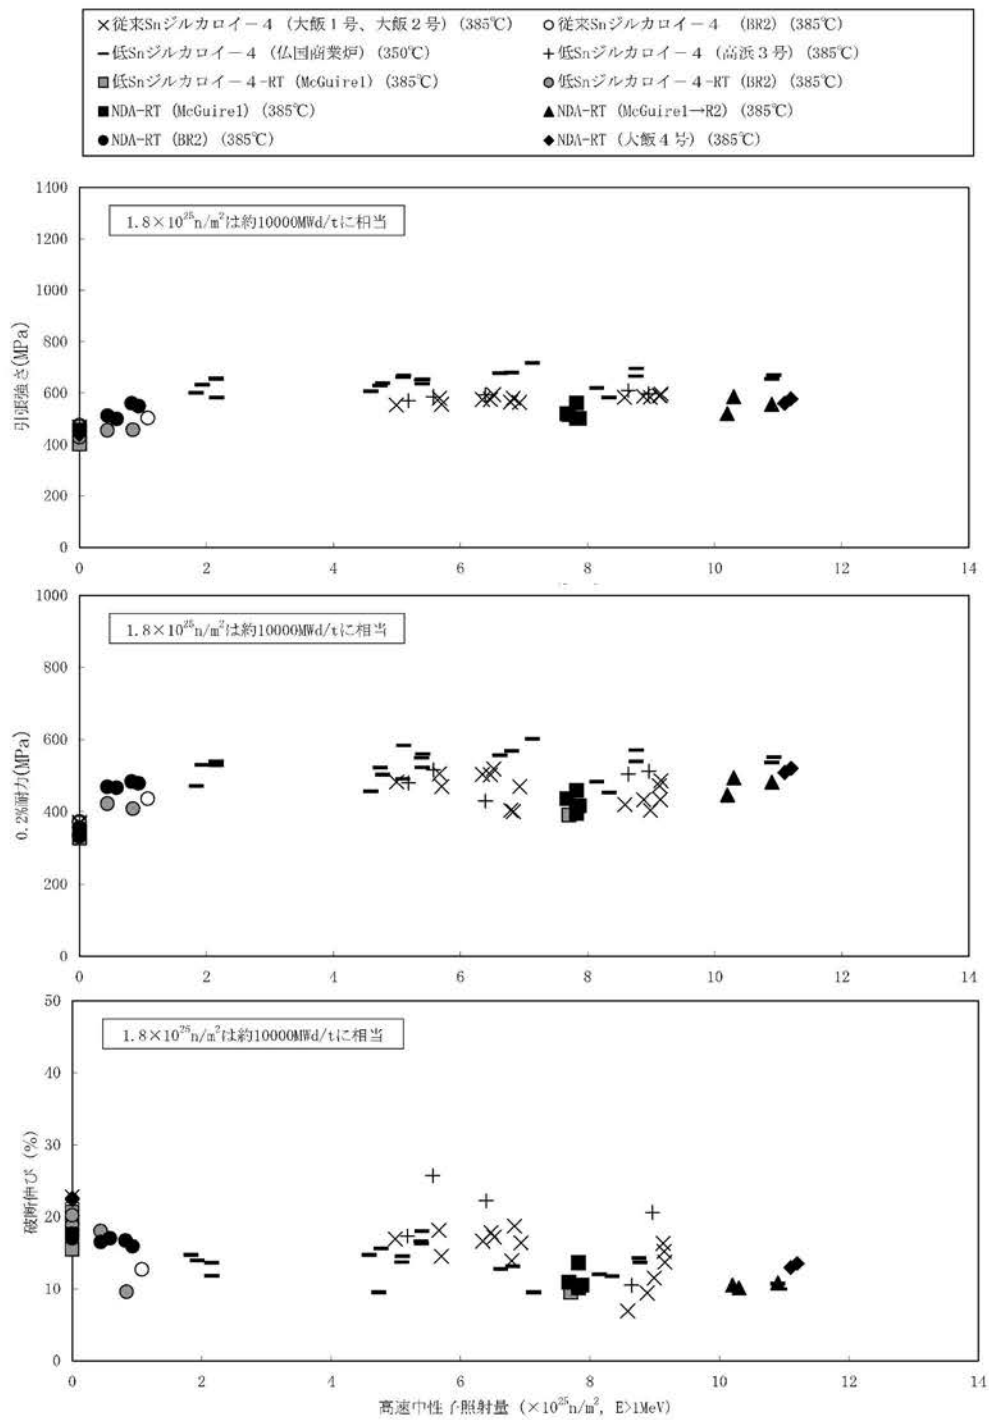 ×従来Snジルカロイ－４（大飯１号、大飯２号）(385℃) ○従来Snジルカロイ－４ (BR2) (385℃)
━低Snジルカロイ－４（仏国商業炉）(350℃) ＋低Snジルカロイ－４（高浜３号）(385℃)
■低Snジルカロイ－４-RT (McGuire1) (385℃) ●低Snジルカロイ－４-RT (BR2) (385℃)
■NDA-RT (McGuire1) (385℃) ▲NDA-RT (McGuire1→R2) (385℃)
●NDA-RT (BR2) (385℃) ◆NDA-RT（大飯４号）(385℃)
1400
1.8×10²⁵n/m²は約10000MWd/tに相当
1200
1000
800
600
400
200
0
引張強さ(MPa)
0 2 4 6 8 10 12 14
1000
1.8×10²⁵n/m²は約10000MWd/tに相当
800
600
400
200
0
0.2%耐力(MPa)
0 2 4 6 8 10 12 14
50
1.8×10²⁵n/m²は約10000MWd/tに相当
40
30
20
10
0
破断伸び (%)
0 2 4 6 8 10 12 14
高速中性子照射量 (×10²⁵n/m², E>1MeV)